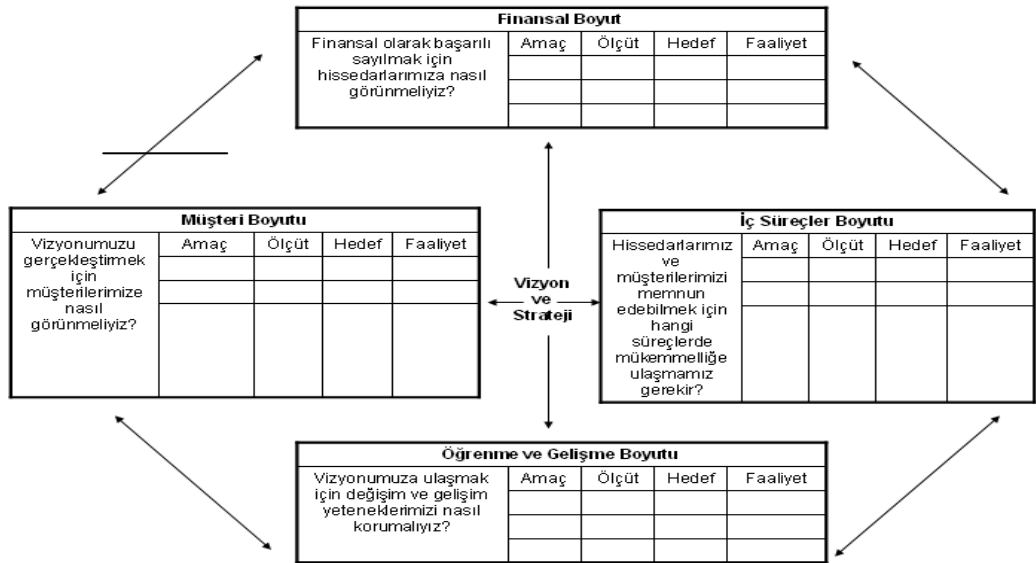 Finansal Boyut
Finansal olarak başarılı
sayılmak için
hissedarlarımıza nasıl
görünmeliyiz?
Amaç Ölçüt Hedef Faaliyet
Müşteri Boyutu
Vizyonumuzu
gerçekleştirmek
için
müşterilerimize
nasıl
görünmeliyiz?
Amaç Ölçüt Hedef Faaliyet
Vizyon
ve
Strateji
İç Süreçler Boyutu
Hissedarlarımız
ve
müşterilerimizi
memnun
edebilmek için
hangi
süreçlerde
mükemmelliğe
ulaşmamız
gerekir?
Amaç Ölçüt Hedef Faaliyet
Öğrenme ve Gelişme Boyutu
Vizyonumuza ulaşmak
için değişim ve gelişim
yeteneklerimizi nasıl
korumalıyız?
Amaç Ölçüt Hedef Faaliyet